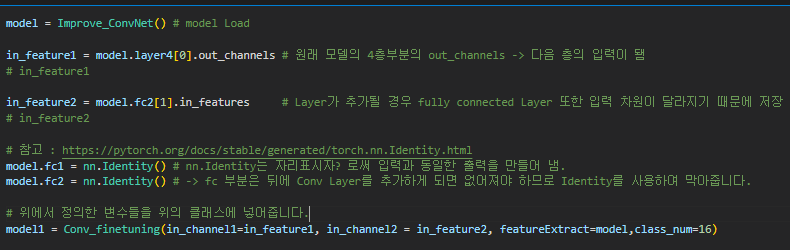 model = Improve_ConvNet() # model Load
in_feature1 = model.layer4[0].out_channels # 원래 모델의 4층부분의 out_channels -> 다음 층의 입력이 됌
# in_feature1
in_feature2 = model.fc2[1].in_features # Layer가 추가될 경우 fully connected Layer 또한 입력 차원이 달라지기 때문에 저장
# in_feature2
# 참고 : https://pytorch.org/docs/stable/generated/torch.nn.Identity.html
model.fc1 = nn.Identity() # nn.Identity는 자리표시자? 로써 입력과 동일한 출력을 만들어 냄.
model.fc2 = nn.Identity() # -> fc 부분은 뒤에 Conv Layer를 추가하게 되면 없어져야 하므로 Identity를 사용하여 막아줍니다.
# 위에서 정의한 변수들을 위의 클래스에 넣어줍니다.
model1 = Conv_finetuning(in_channel1=in_feature1, in_channel2 = in_feature2, featureExtract=model,class_num=16)